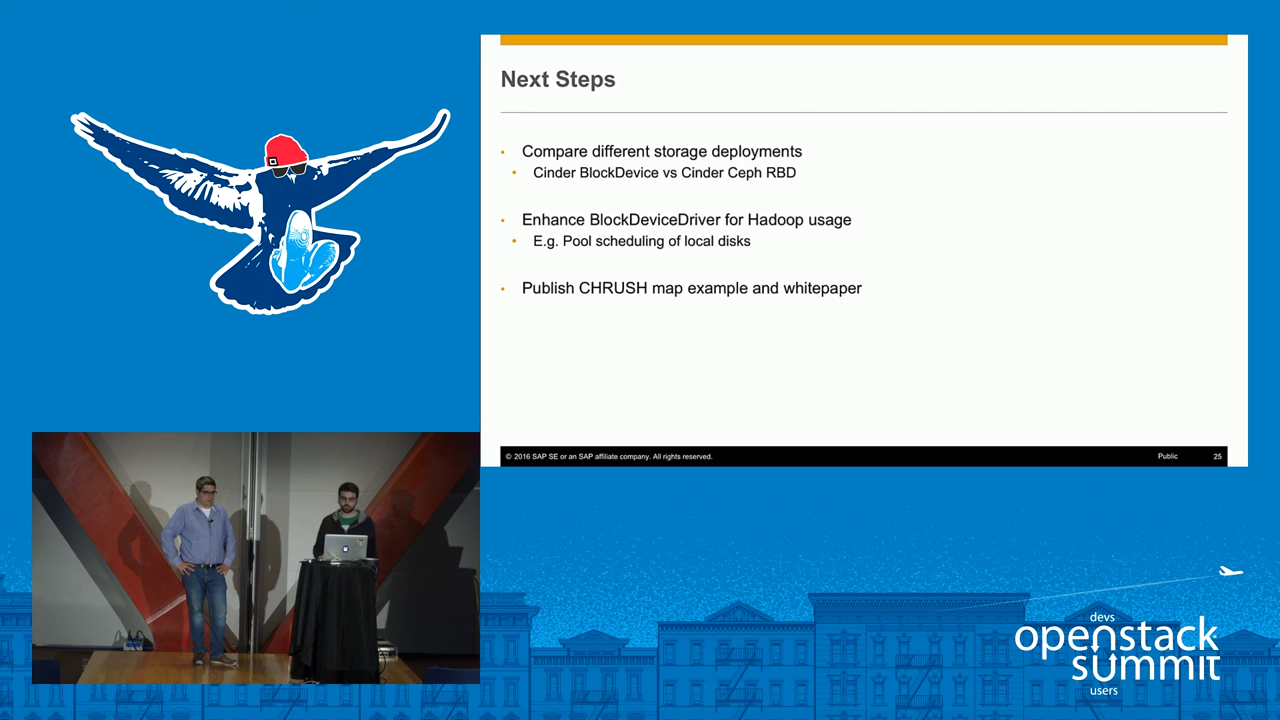 Next Steps
• Compare different storage deployments
• Cinder BlockDevice vs Cinder Ceph RBD
• Enhance BlockDeviceDriver for Hadoop usage
• E.g. Pool scheduling of local disks
• Publish CHRUSH map example and whitepaper
© 2016 SAP SE or an SAP affiliate company. All rights reserved.
Public
25
devs
openstack
summit
users